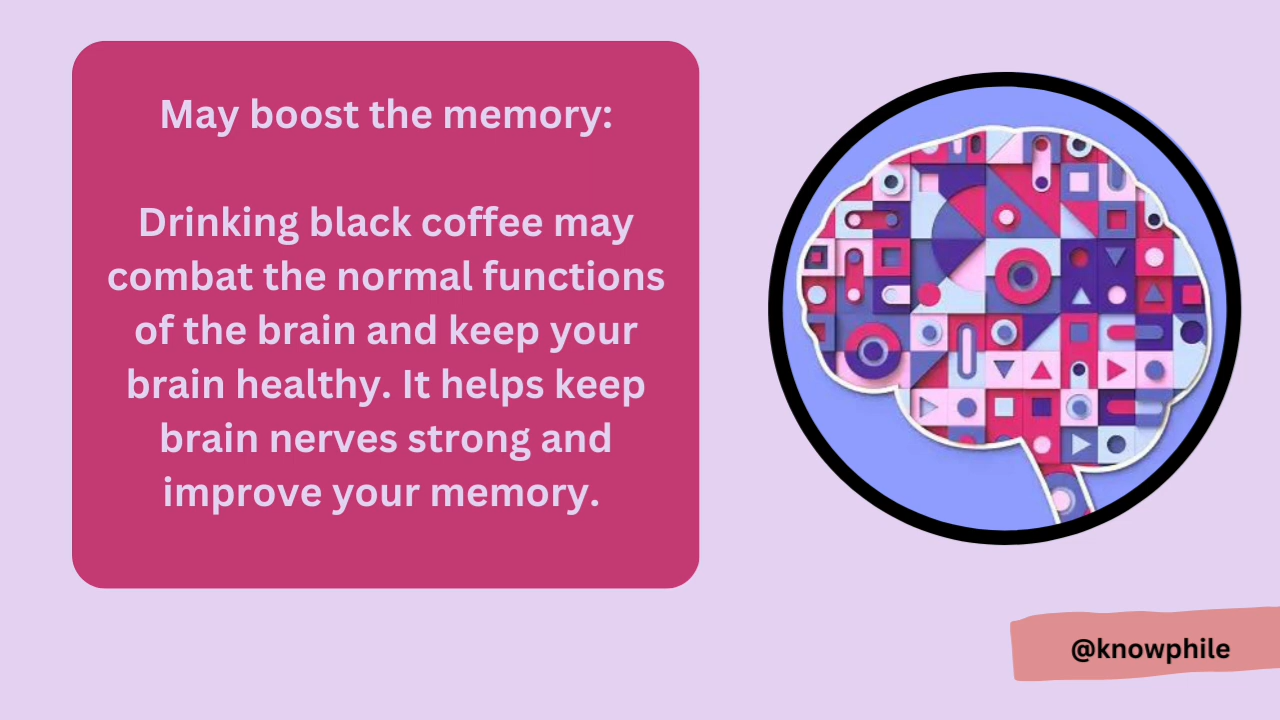 May boost the memory:
Drinking black coffee may
combat the normal functions
of the brain and keep your
brain healthy. It helps keep
brain nerves strong and
improve your memory.
@knowphile